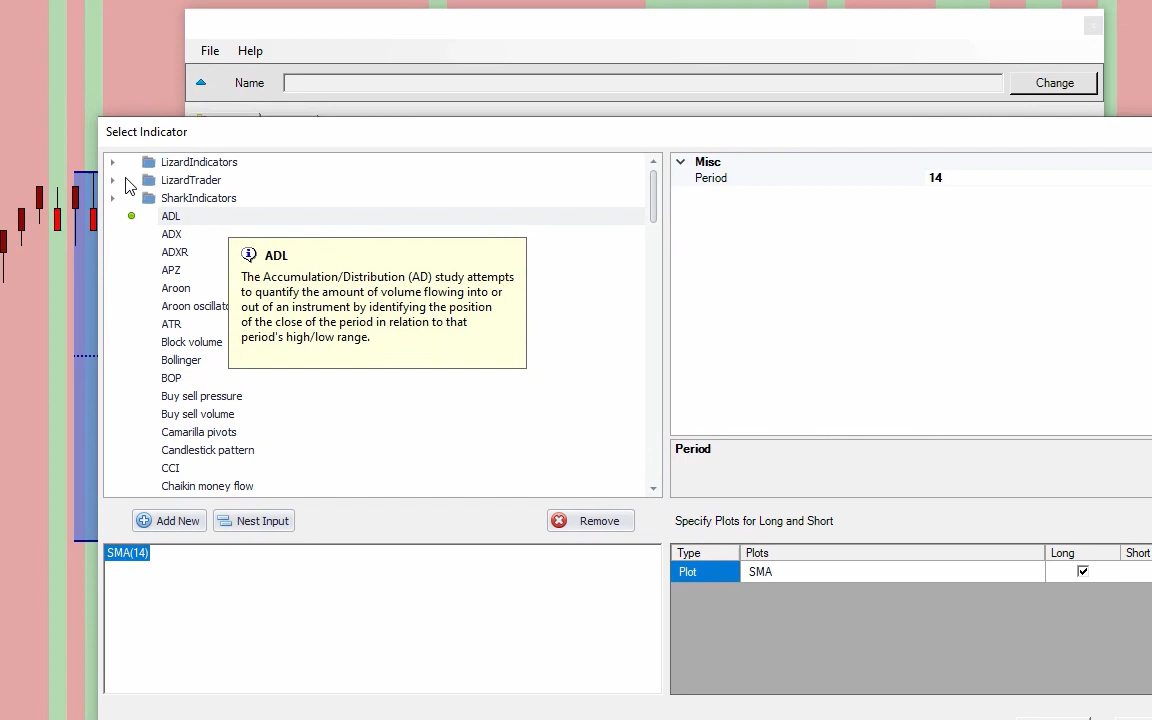 File Help
Name
Change
Select Indicator
LizardIndicators
LizardTrader
SharkIndicators
ADL
ADX
ADXR
APZ
Aroon
Aroon oscillato
ATR
Block volume
Bollinger
BOP
Buy sell pressure
Buy sell volume
Camarilla pivots
Candlestick pattern
CCI
Chaikin money flow
ADL
The Accumulation/Distribution (AD) study attempts
to quantify the amount of volume flowing into or
out of an instrument by identifying the position
of the close of the period in relation to that
period's high/low range.
Misc
Period 14
Period
Add New
Nest Input
Remove
Specify Plots for Long and Short
SMA(14)
Type Plots Long Short
Plot SMA